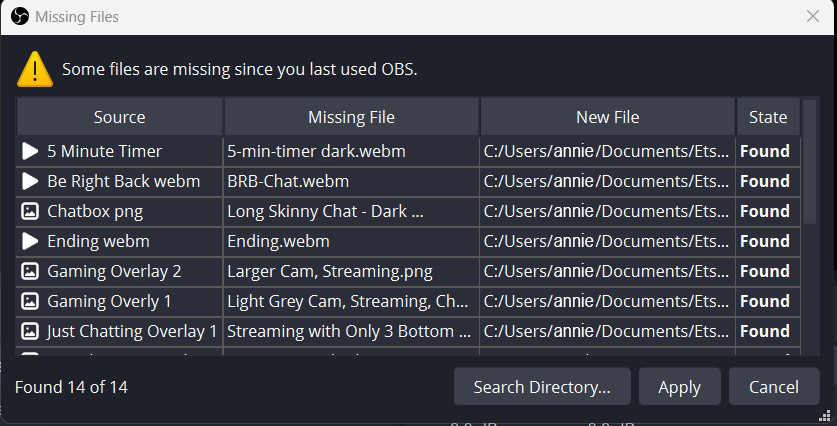 Missing Files
Some files are missing since you last used OBS.
Source Missing File New File State
5 Minute Timer 5-min-timer dark.webm C:/Users/annie/Documents/Ets... Found
Be Right Back webm BRB-Chat.webm C:/Users/annie/Documents/Ets... Found
Chatbox png Long Skinny Chat - Dark ... C:/Users/annie/Documents/Ets... Found
Ending webm Ending.webm C:/Users/annie/Documents/Ets... Found
Gaming Overlay 2 Larger Cam, Streaming.png C:/Users/annie/Documents/Ets... Found
Gaming Overly 1 Light Grey Cam, Streaming, Ch... C:/Users/annie/Documents/Ets... Found
Just Chatting Overlay 1 Streaming with Only 3 Bottom ... C:/Users/annie/Documents/Ets... Found
Found 14 of 14 Search Directory... Apply Cancel